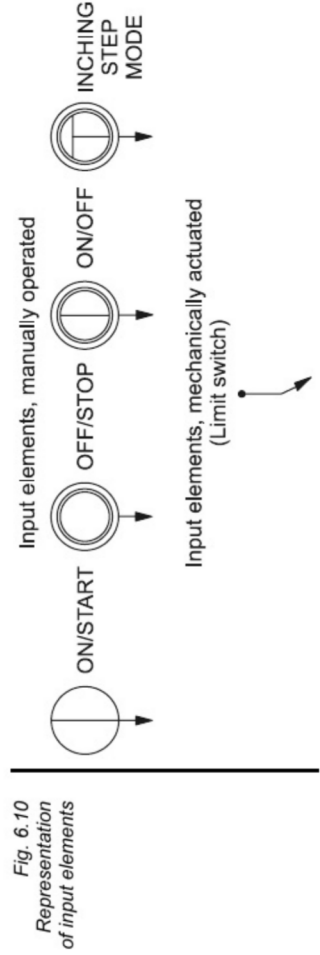 Fig. 6.10
Representation
of input elements
Input elements, manually operated
ON/START
OFF/STOP
ON/OFF
INCHING
STEP
MODE
Input elements, mechanically actuated
(Limit switch)